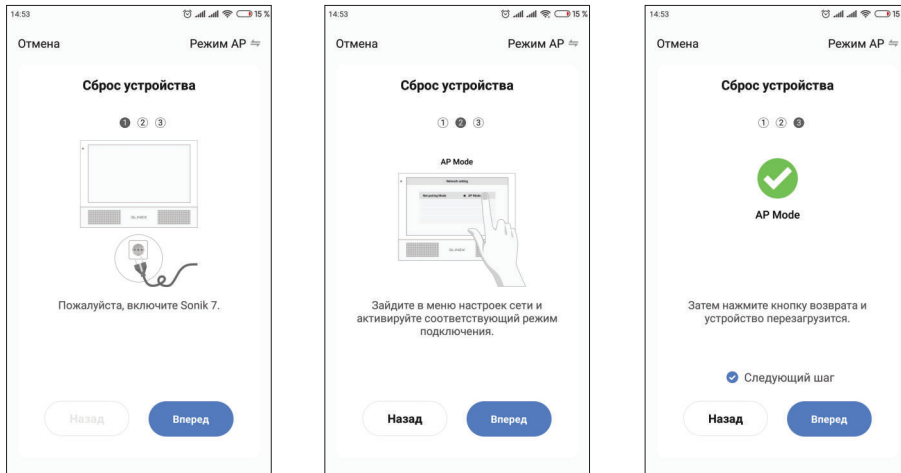 14:53
15 %
Отмена
Режим AP
Сброс устройства
1 2 3
SLINEX
Пожалуйста, включите Sonik 7.
Назад
Вперед
14:53
15 %
Отмена
Режим AP
Сброс устройства
1 2 3
AP Mode
Network setting
AP Mode
SLINEX
Зайдите в меню настроек сети и
активируйте соответствующий режим
подключения.
Назад
Вперед
14:53
15
Отмена
Режим AP
Сброс устройства
1 2 3
AP Mode
Затем нажмите кнопку возврата и
устройство перезагрузится.
Следующий шаг
Назад
Вперед